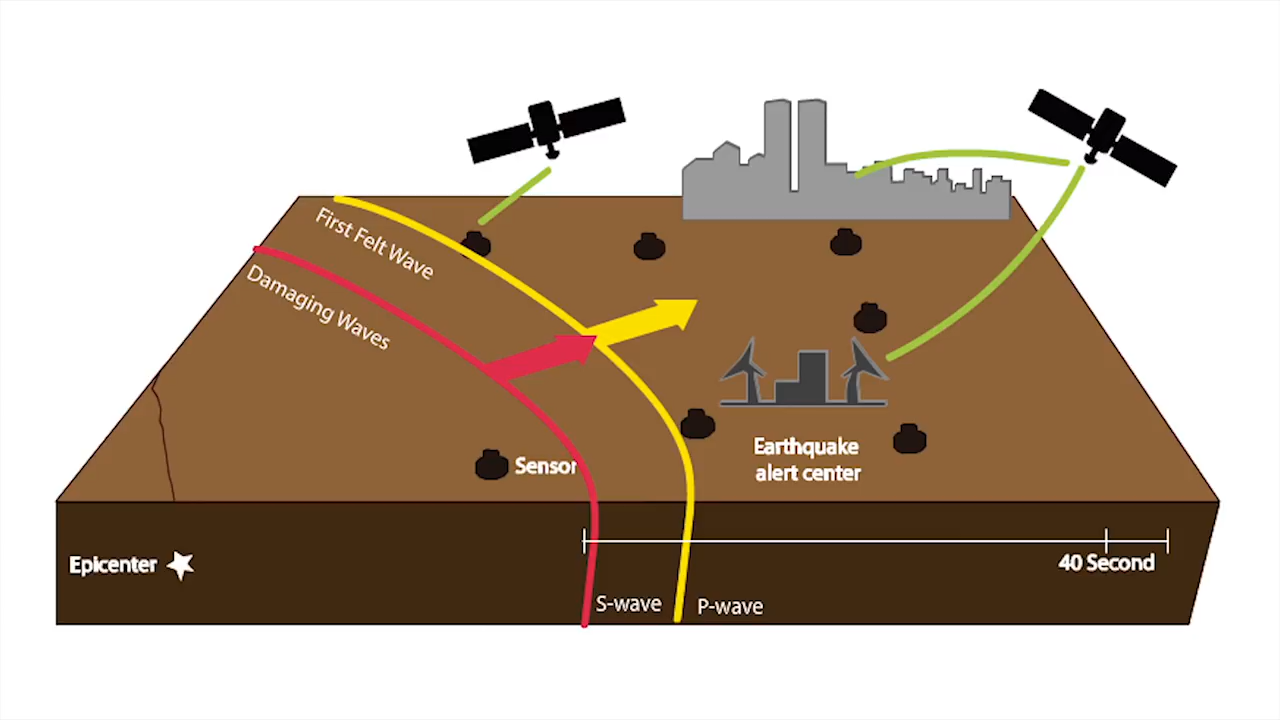 First Felt Wave
Damaging Waves
Sensor
Earthquake
alert center
Epicenter
40 Second
S-wave
P-wave